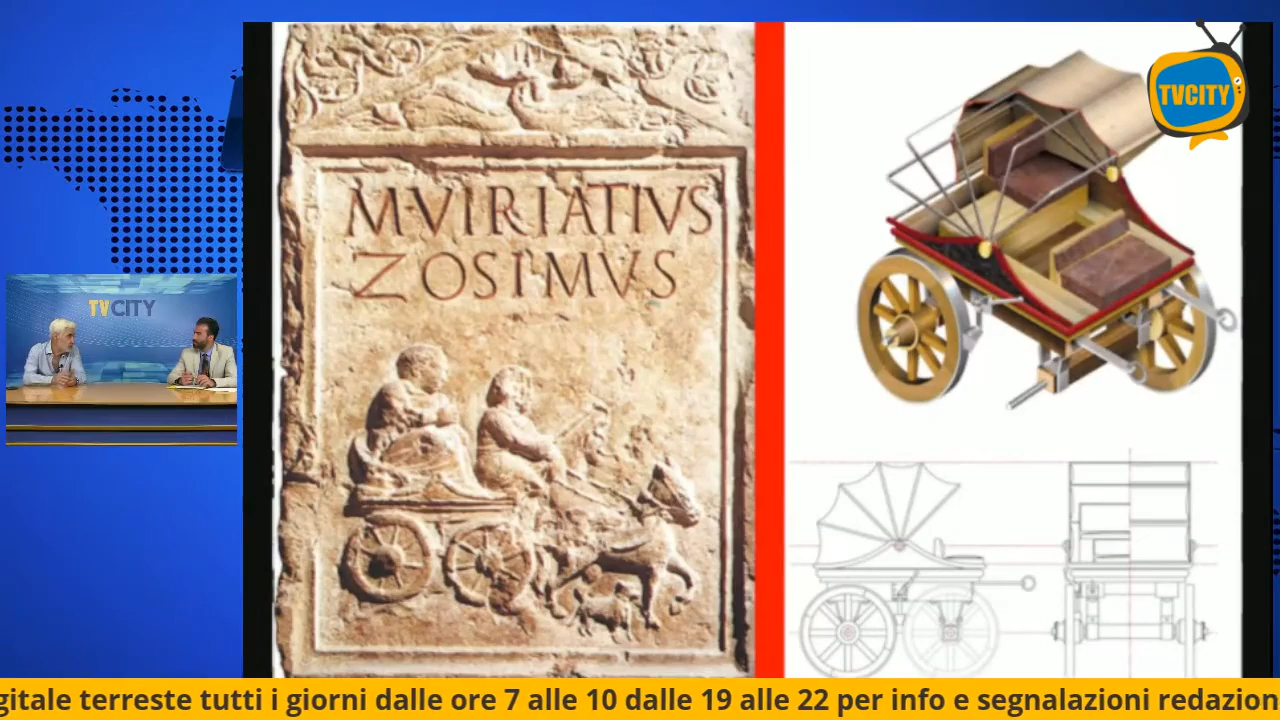 TVCITY
M·VIRIATIVS
ZOSIMVS
TVCITY
gitale terreste tutti i giorni dalle ore 7 alle 10 dalle 19 alle 22 per info e segnalazioni redazion